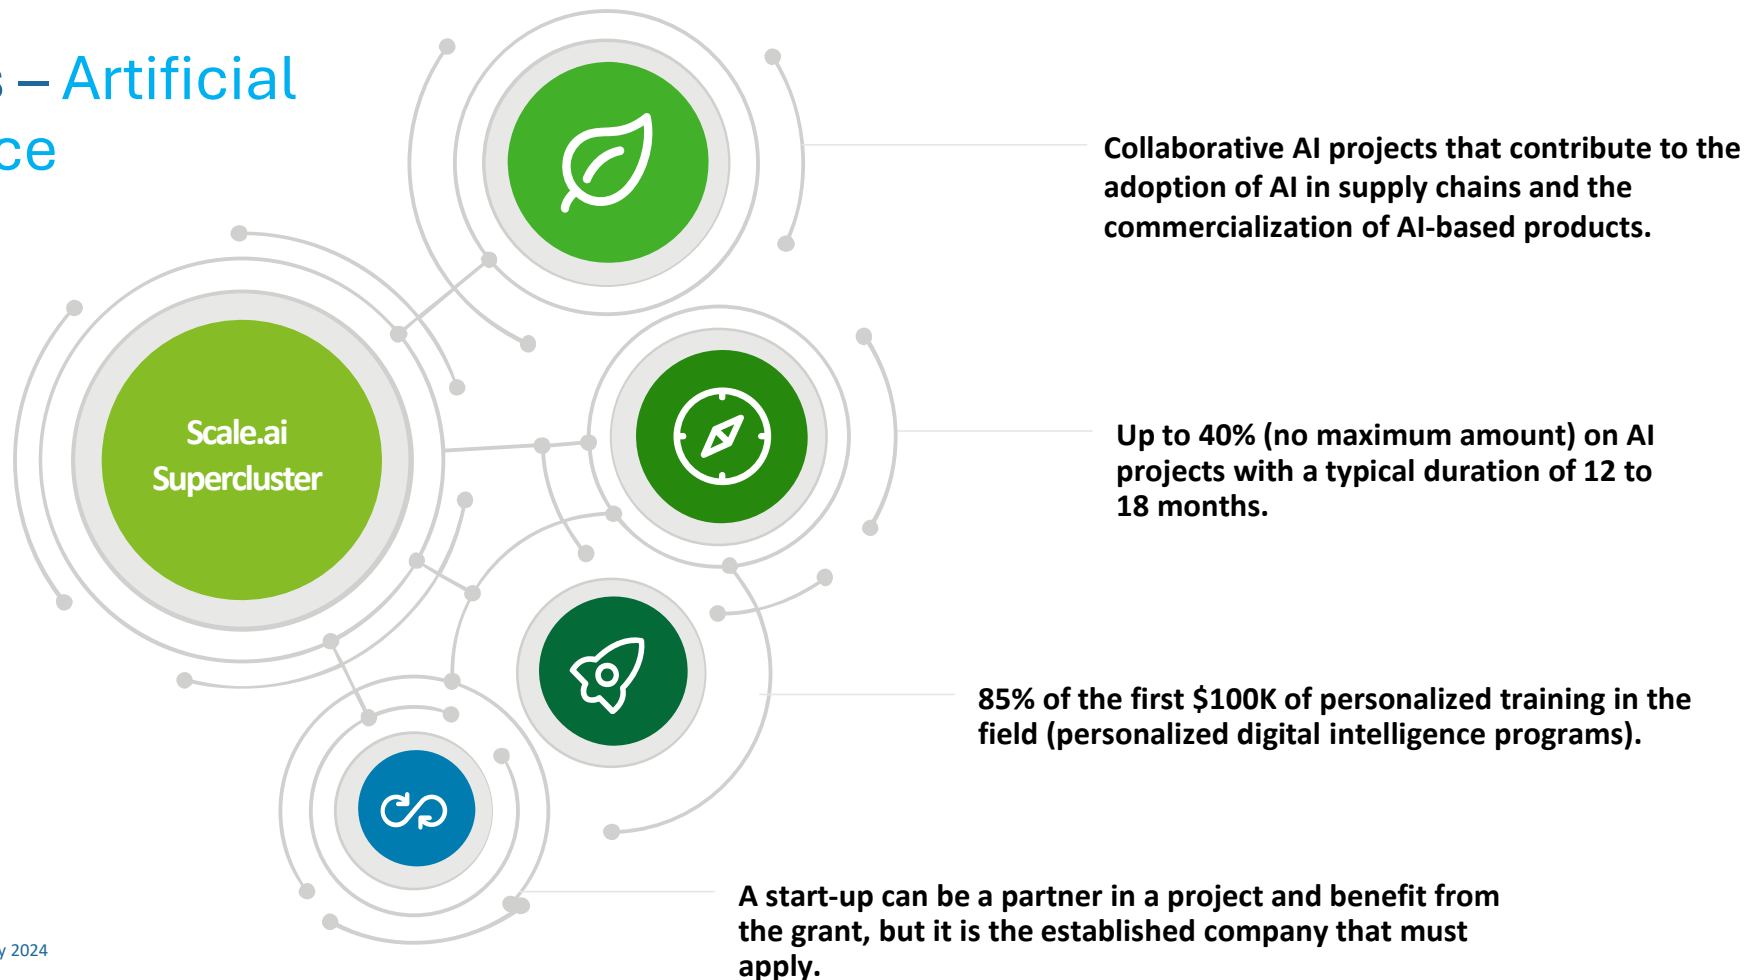 – Artificial
Scale.ai
Supercluster
Collaborative AI projects that contribute to the
adoption of AI in supply chains and the
commercialization of AI-based products.
Up to 40% (no maximum amount) on AI
projects with a typical duration of 12 to
18 months.
85% of the first $100K of personalized training in the
field (personalized digital intelligence programs).
A start-up can be a partner in a project and benefit from
the grant, but it is the established company that must
apply.
2024